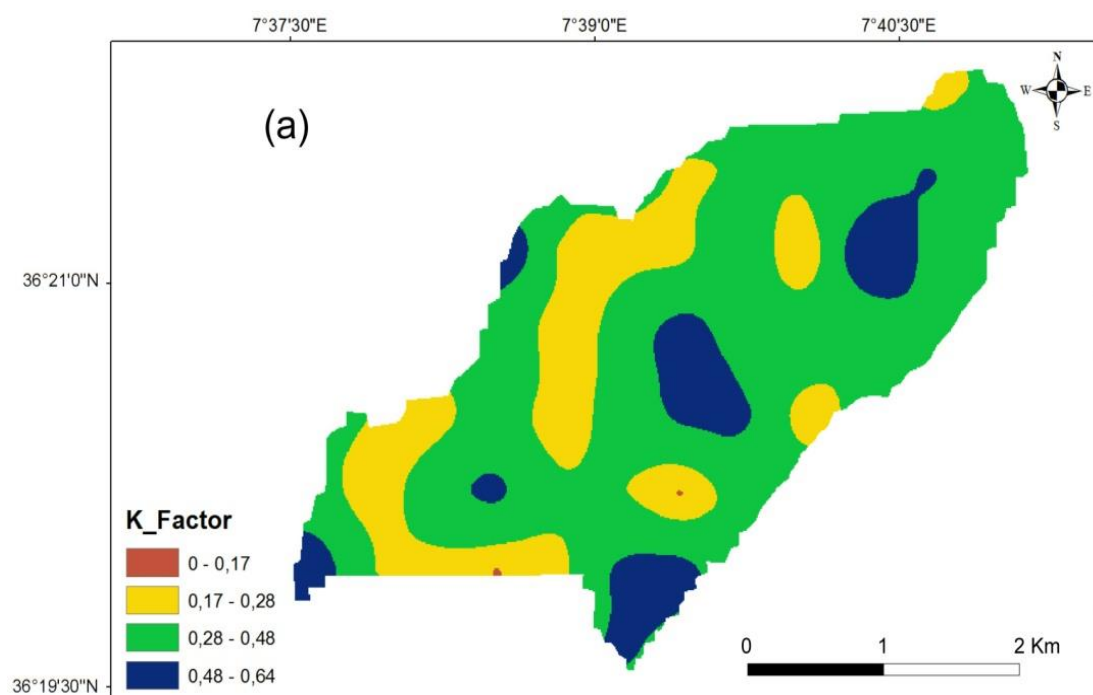 7°37'30"E 7°39'0"E 7°40'30"E
(a)
N
W E
S
36°21'0"N
K_Factor
0 - 0,17
0,17 - 0,28
0,28 - 0,48
0,48 - 0,64
0 1 2 Km
36°19'30"N